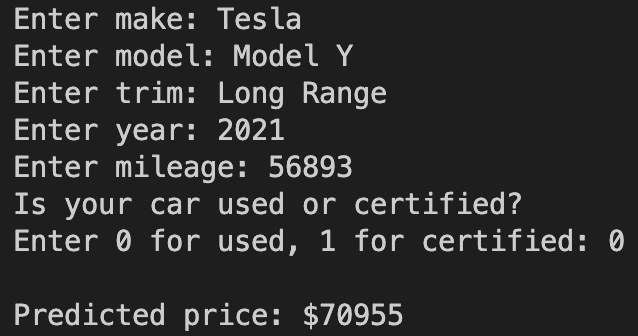 Enter make: Tesla
Enter model: Model Y
Enter trim: Long Range
Enter year: 2021
Enter mileage: 56893
Is your car used or certified?
Enter 0 for used, 1 for certified: 0
Predicted price: $70955